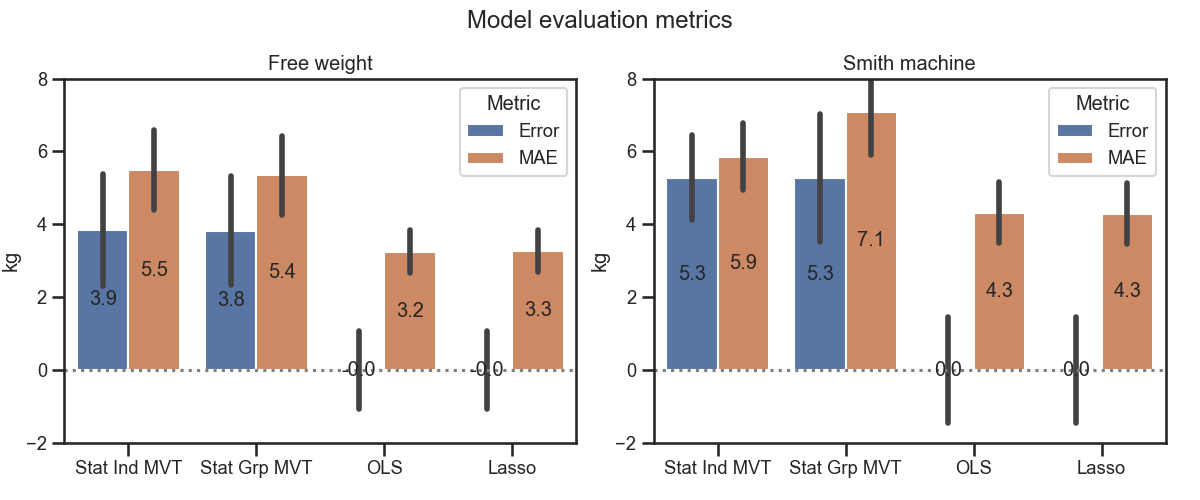 Model evaluation metrics
Free weight
8
6
4
2
0
−2
kg
Metric
Error
MAE
3.9
5.5
3.8
5.4
-0.0
3.2
-0.0
3.3
Stat Ind MVT
Stat Grp MVT
OLS
Lasso
Smith machine
8
6
4
2
0
−2
kg
Metric
Error
MAE
5.3
5.9
5.3
7.1
0.0
4.3
0.0
4.3
Stat Ind MVT
Stat Grp MVT
OLS
Lasso